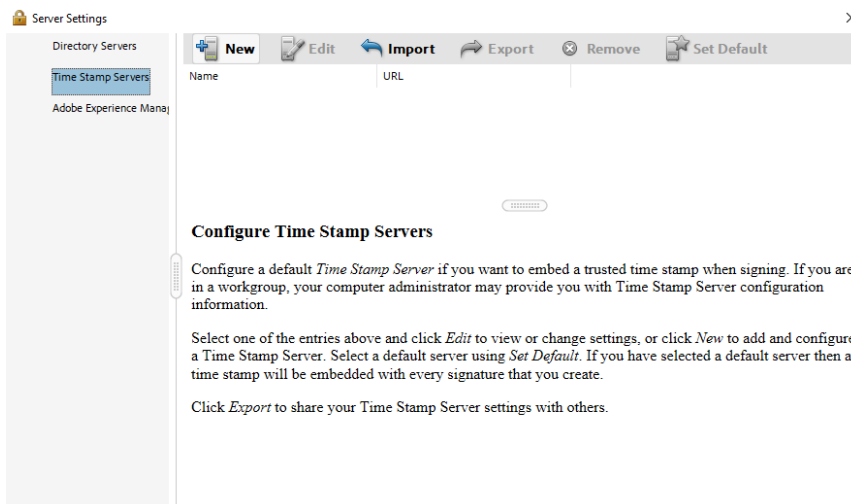 Server Settings
Directory Servers
Time Stamp Servers
Adobe Experience Mana
New Edit Import Export Remove Set Default
Name URL
Configure Time Stamp Servers
Configure a default Time Stamp Server if you want to embed a trusted time stamp when signing. If you are
in a workgroup, your computer administrator may provide you with Time Stamp Server configuration
information.
Select one of the entries above and click Edit to view or change settings, or click New to add and configure
a Time Stamp Server. Select a default server using Set Default. If you have selected a default server then a
time stamp will be embedded with every signature that you create.
Click Export to share your Time Stamp Server settings with others.